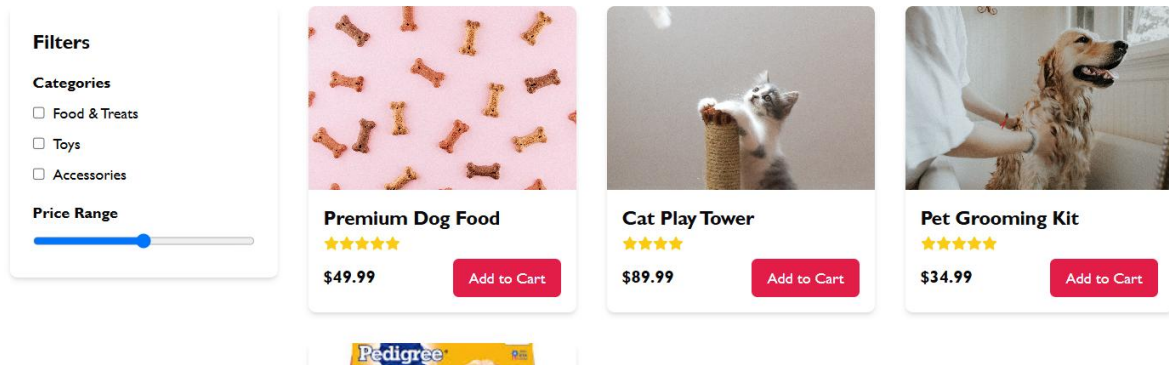 Filters
Categories
Food & Treats
Toys
Accessories
Price Range
Premium Dog Food
$49.99
Add to Cart
Cat Play Tower
$89.99
Add to Cart
Pet Grooming Kit
$34.99
Add to Cart
Pedigree